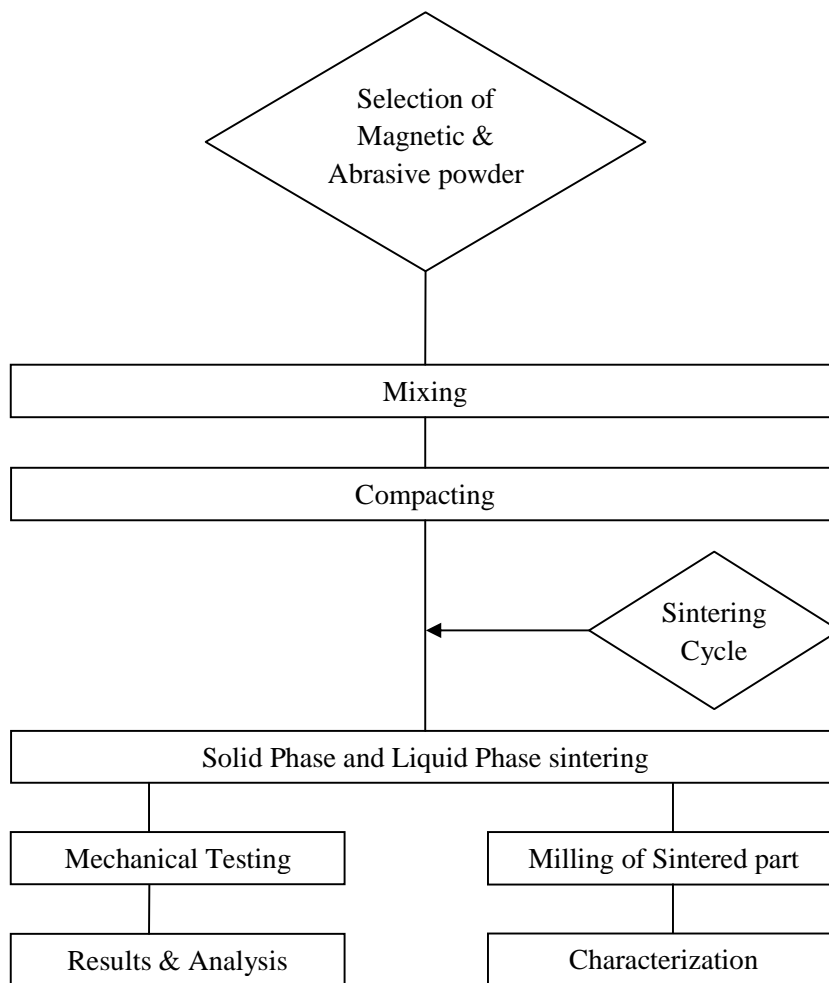 Selection of
Magnetic &
Abrasive powder
Mixing
Compacting
Sintering
Cycle
Solid Phase and Liquid Phase sintering
Mechanical Testing
Milling of Sintered part
Results & Analysis
Characterization